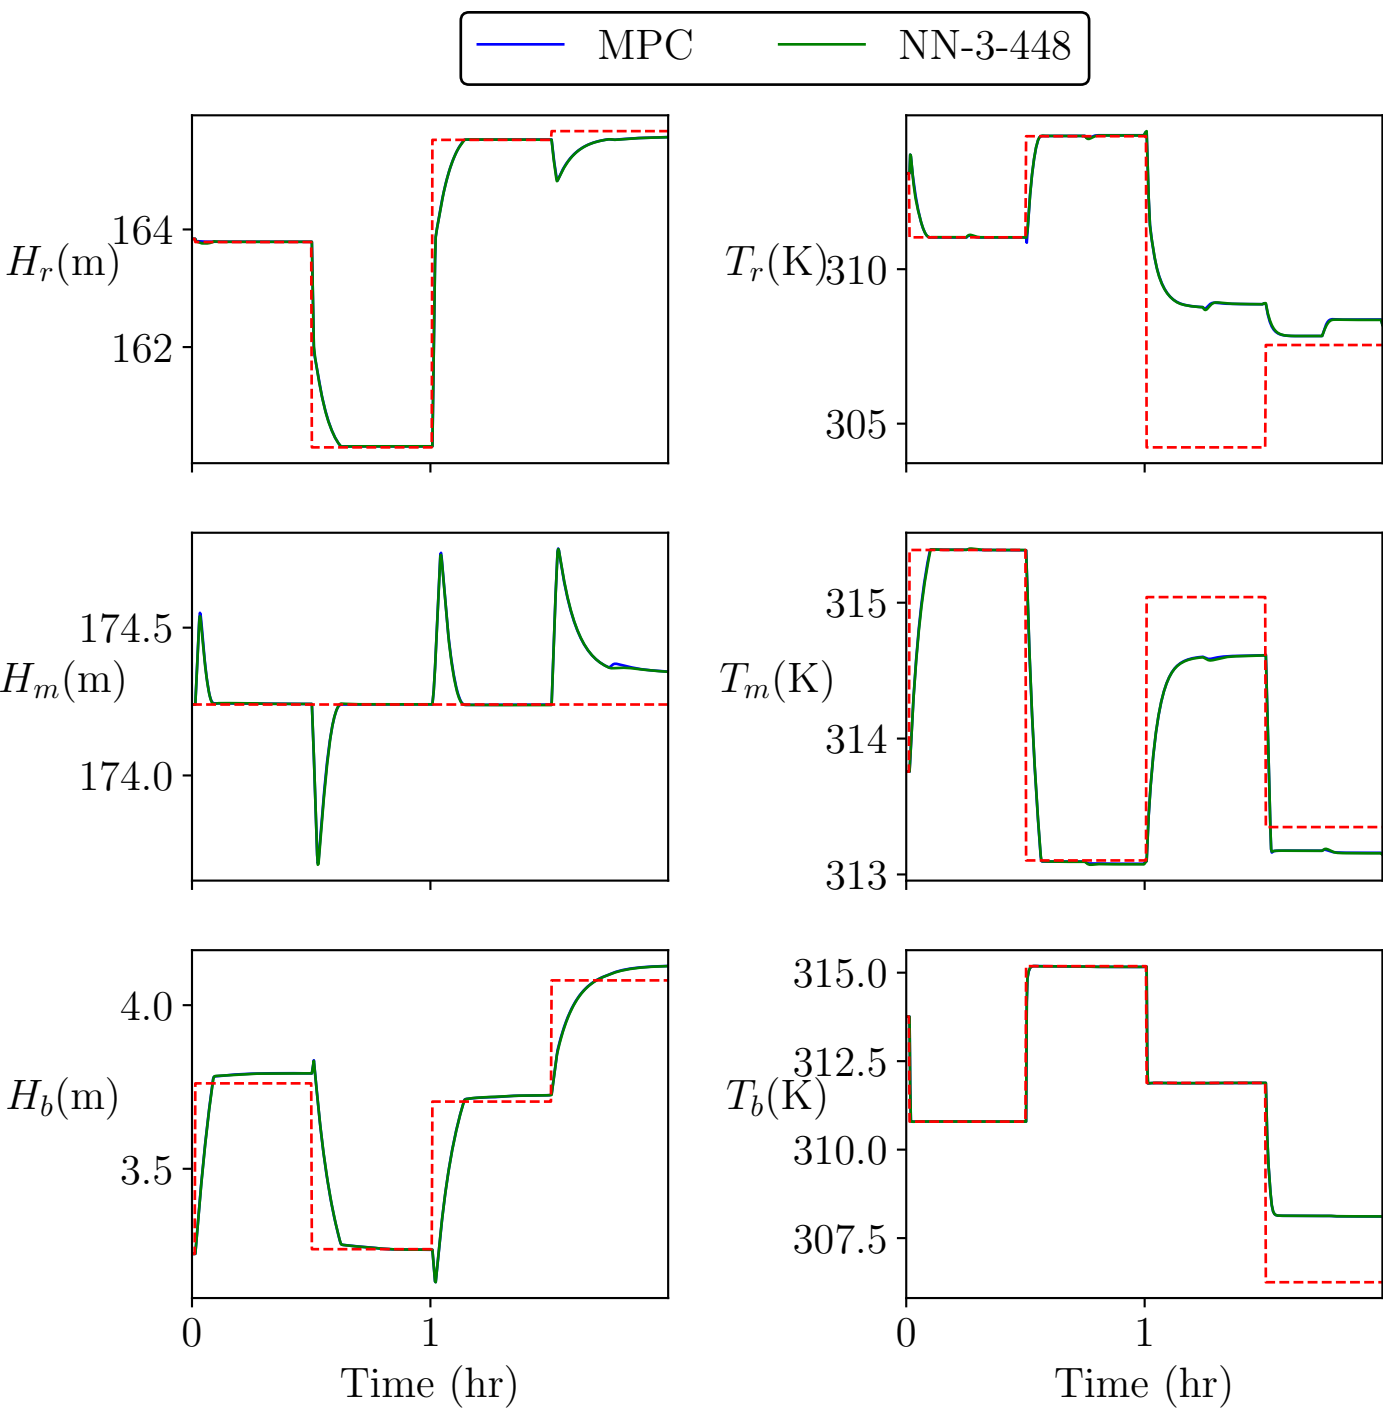 MPC NN-3-448
H_r(m) 164 162
T_r(K) 310 305
H_m(m) 174.5 174.0
T_m(K) 315 314 313
H_b(m) 4.0 3.5
T_b(K) 315.0 312.5 310.0 307.5
0 1 0 1
Time (hr) Time (hr)